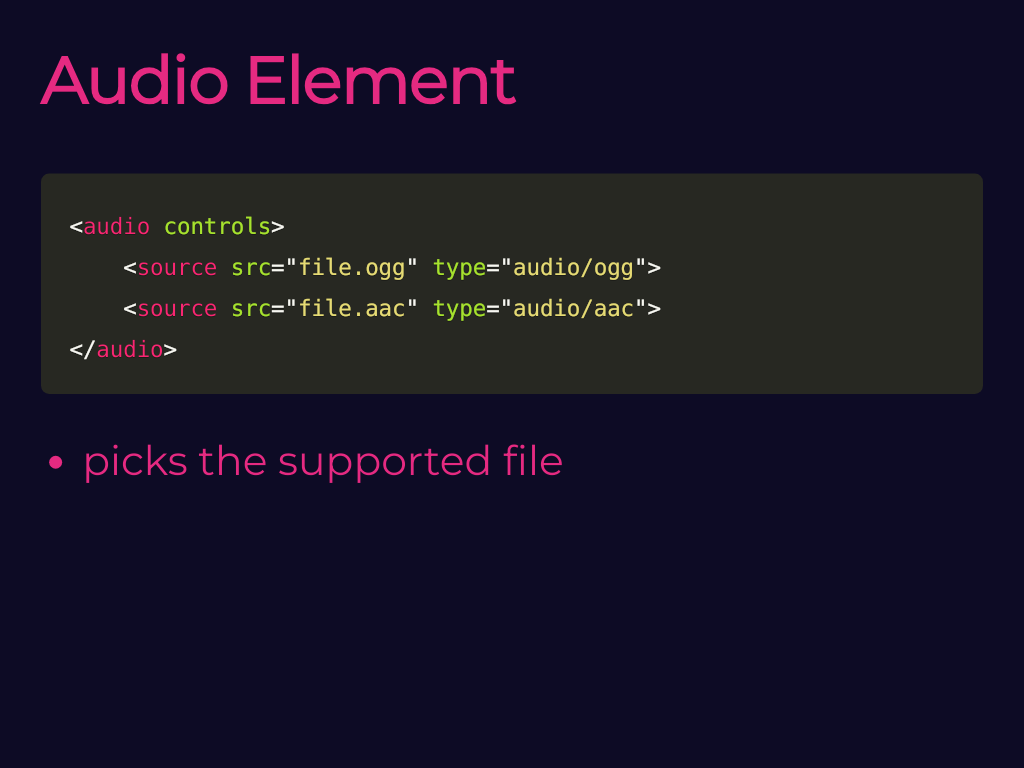 Audio Element
<audio controls>
    <source src="file.ogg" type="audio/ogg">
    <source src="file.aac" type="audio/aac">
</audio>
• picks the supported file